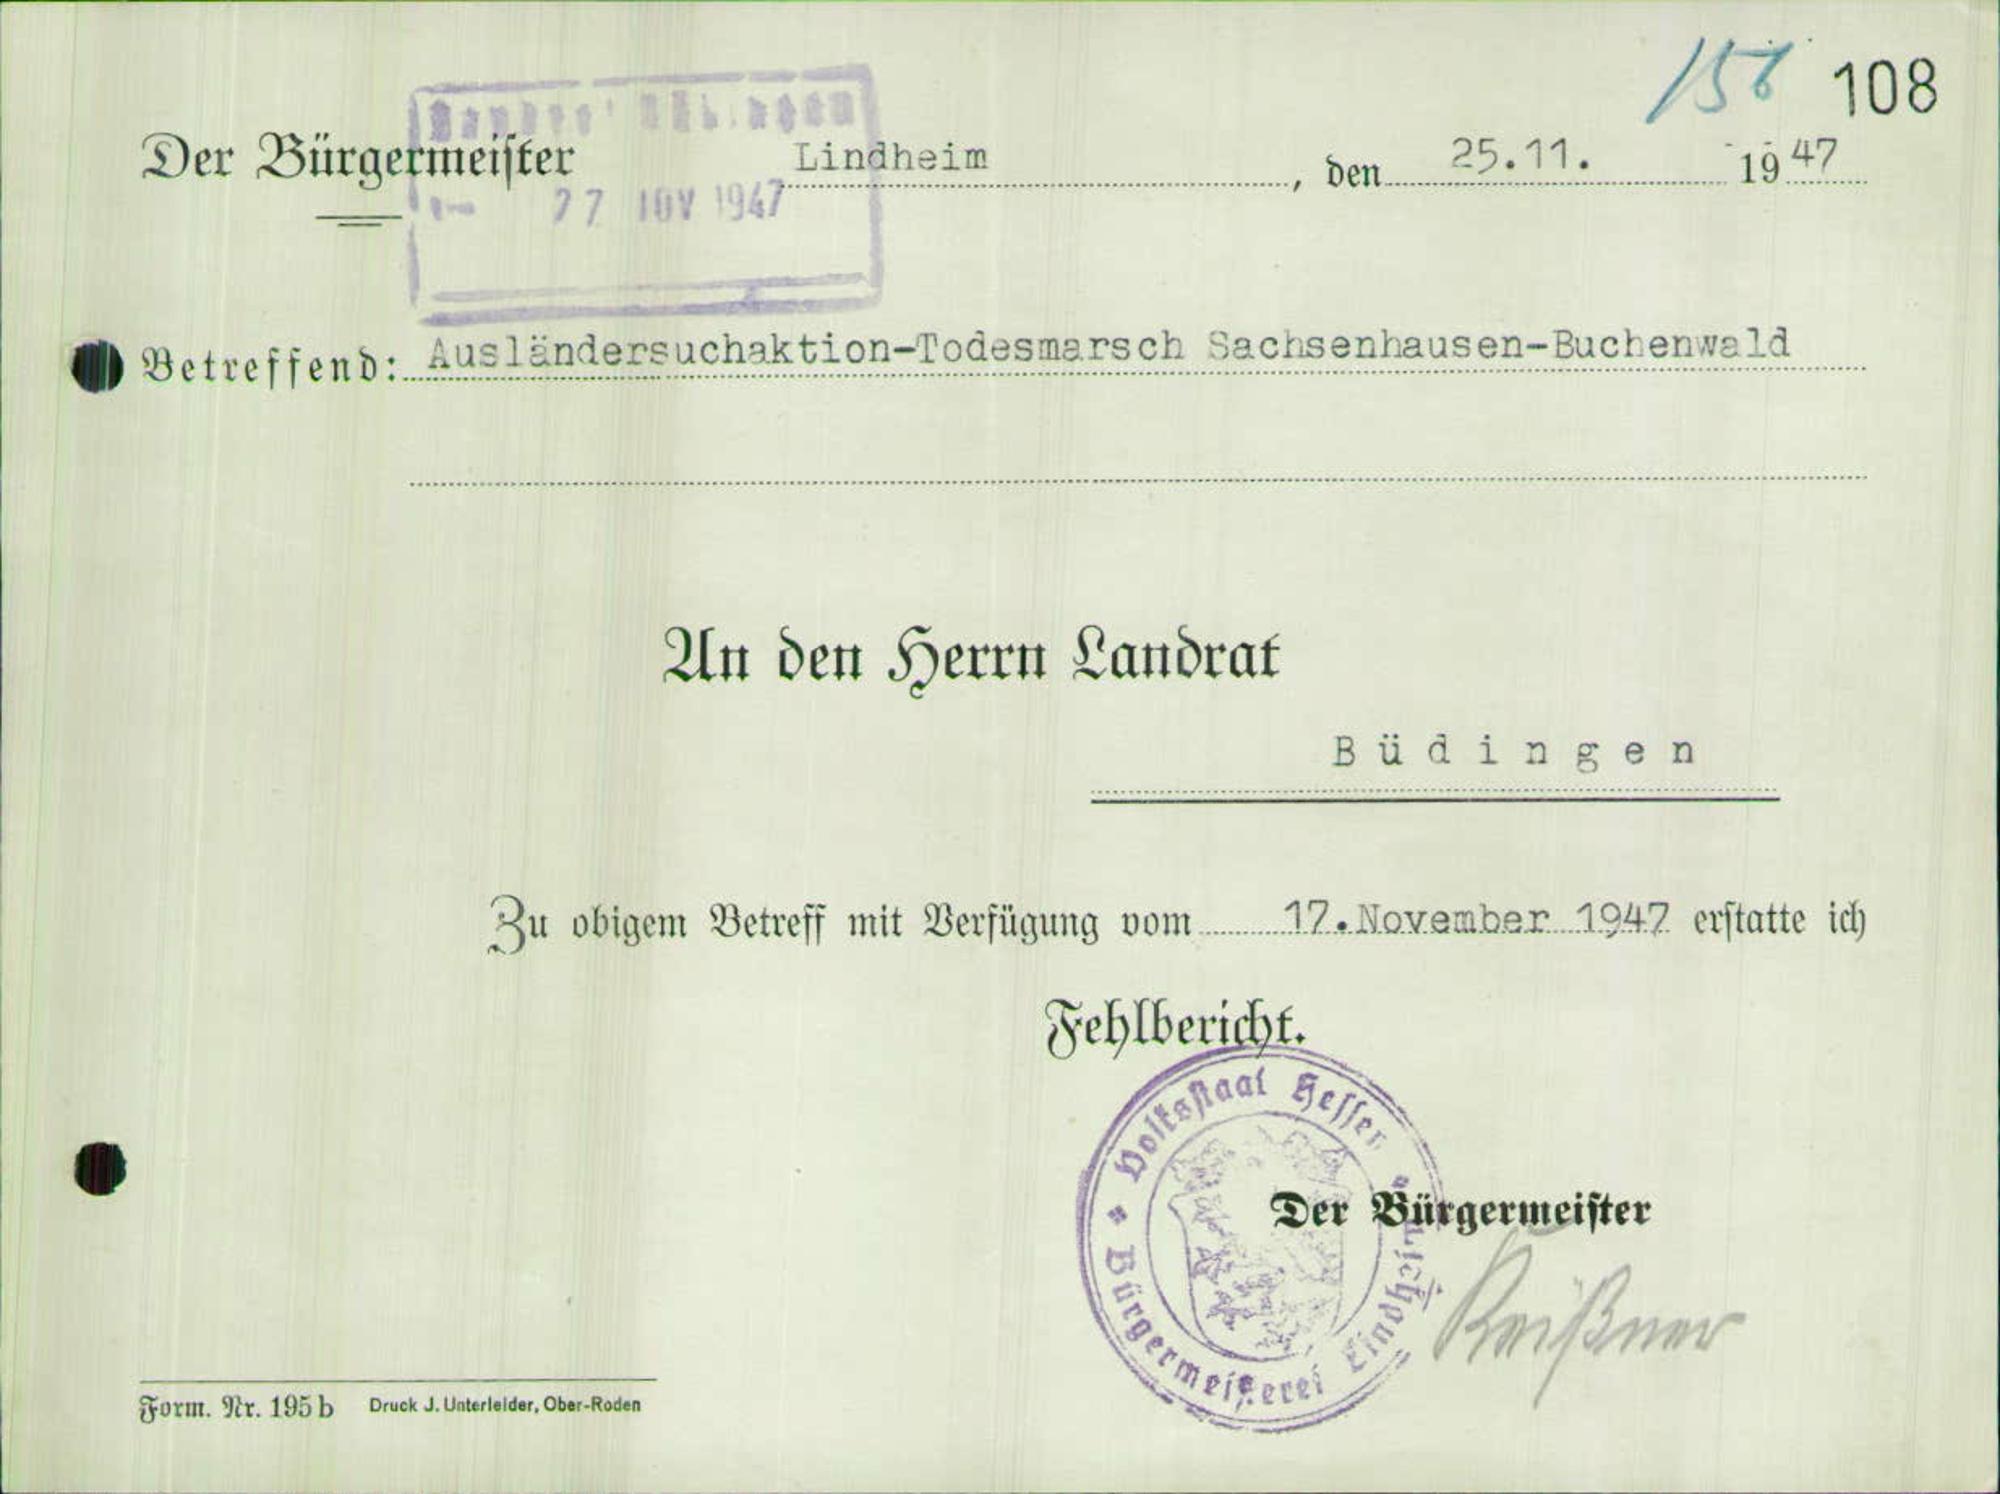 108
Der Bürgermeister
Lindheim, den 25.11. 1947
27 NOV 1947
Betreffend: Ausländersuchaktion-Todesmarsch Sachsenhausen-Buchenwald
An den Herrn Landrat
Büdingen
Zu obigem Betreff mit Verfügung vom 17.November 1947 erstatte ich
Fehlbericht.
Volksstaat Hessen
Bürgermeisterei Lindheim
Der Bürgermeister
Reißner
Form. Nr. 195 b Druck J. Unterleider, Ober-Roden